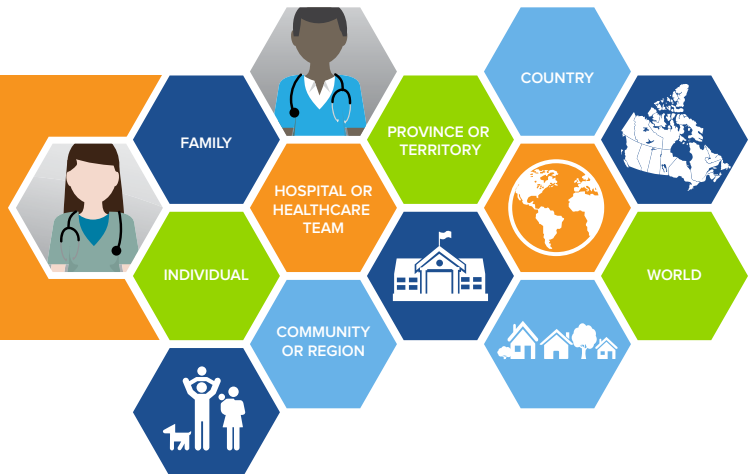 COUNTRY
FAMILY
PROVINCE OR
TERRITORY
HOSPITAL OR
HEALTHCARE
TEAM
INDIVIDUAL
WORLD
COMMUNITY
OR REGION